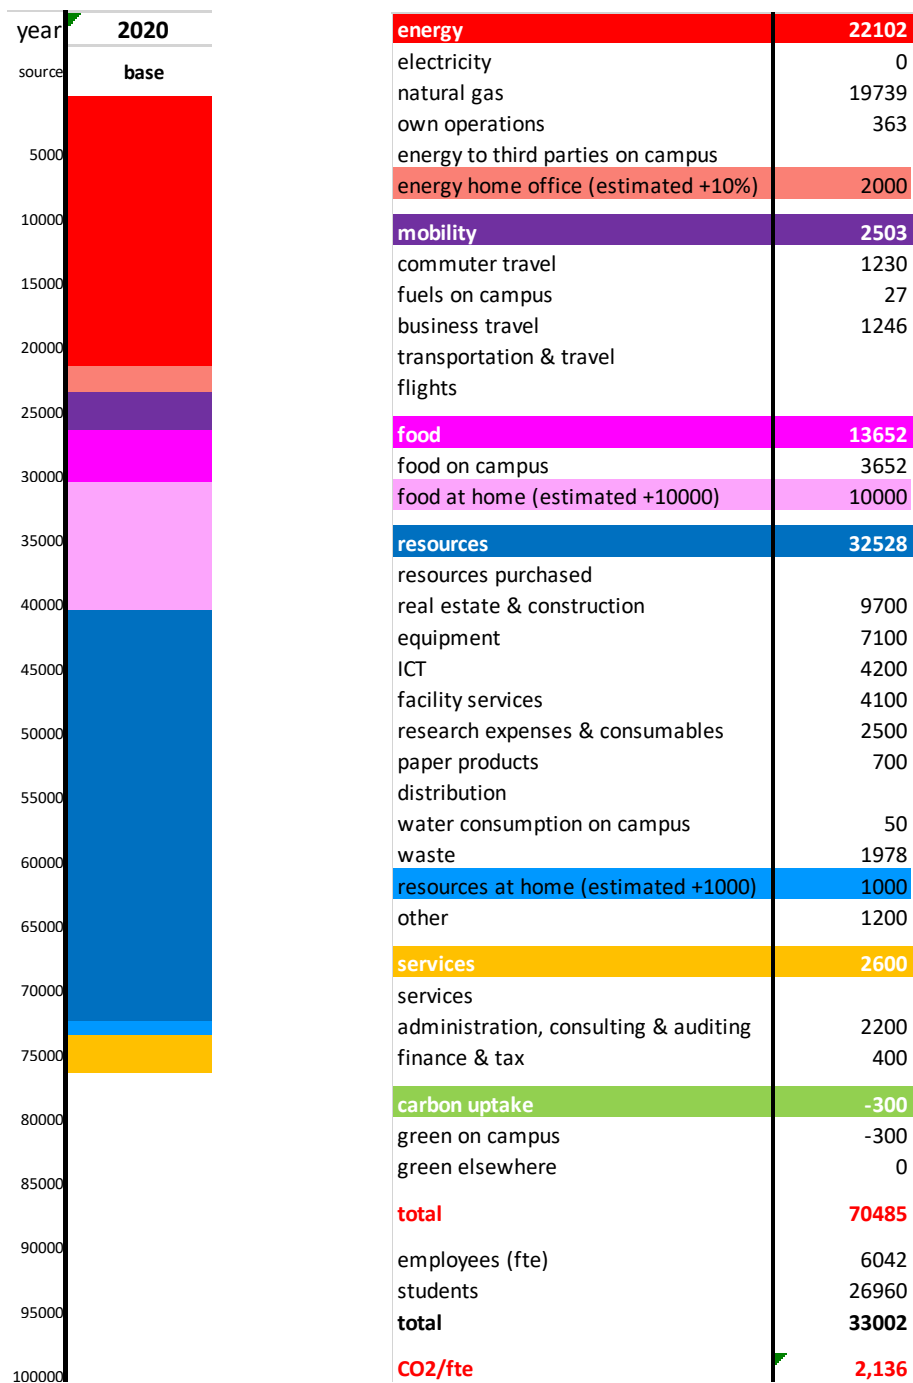 year 2020
source base
5000
10000
15000
20000
25000
30000
35000
40000
45000
50000
55000
60000
65000
70000
75000
80000
85000
90000
95000
100000
energy 22102
electricity 0
natural gas 19739
own operations 363
energy to third parties on campus
energy home office (estimated +10%) 2000
mobility 2503
commuter travel 1230
fuels on campus 27
business travel 1246
transportation & travel
flights
food 13652
food on campus 3652
food at home (estimated +10000) 10000
resources 32528
resources purchased
real estate & construction 9700
equipment 7100
ICT 4200
facility services 4100
research expenses & consumables 2500
paper products 700
distribution
water consumption on campus 50
waste 1978
resources at home (estimated +1000) 1000
other 1200
services 2600
services
administration, consulting & auditing 2200
finance & tax 400
carbon uptake -300
green on campus -300
green elsewhere 0
total 70485
employees (fte) 6042
students 26960
total 33002
CO2/fte 2,136